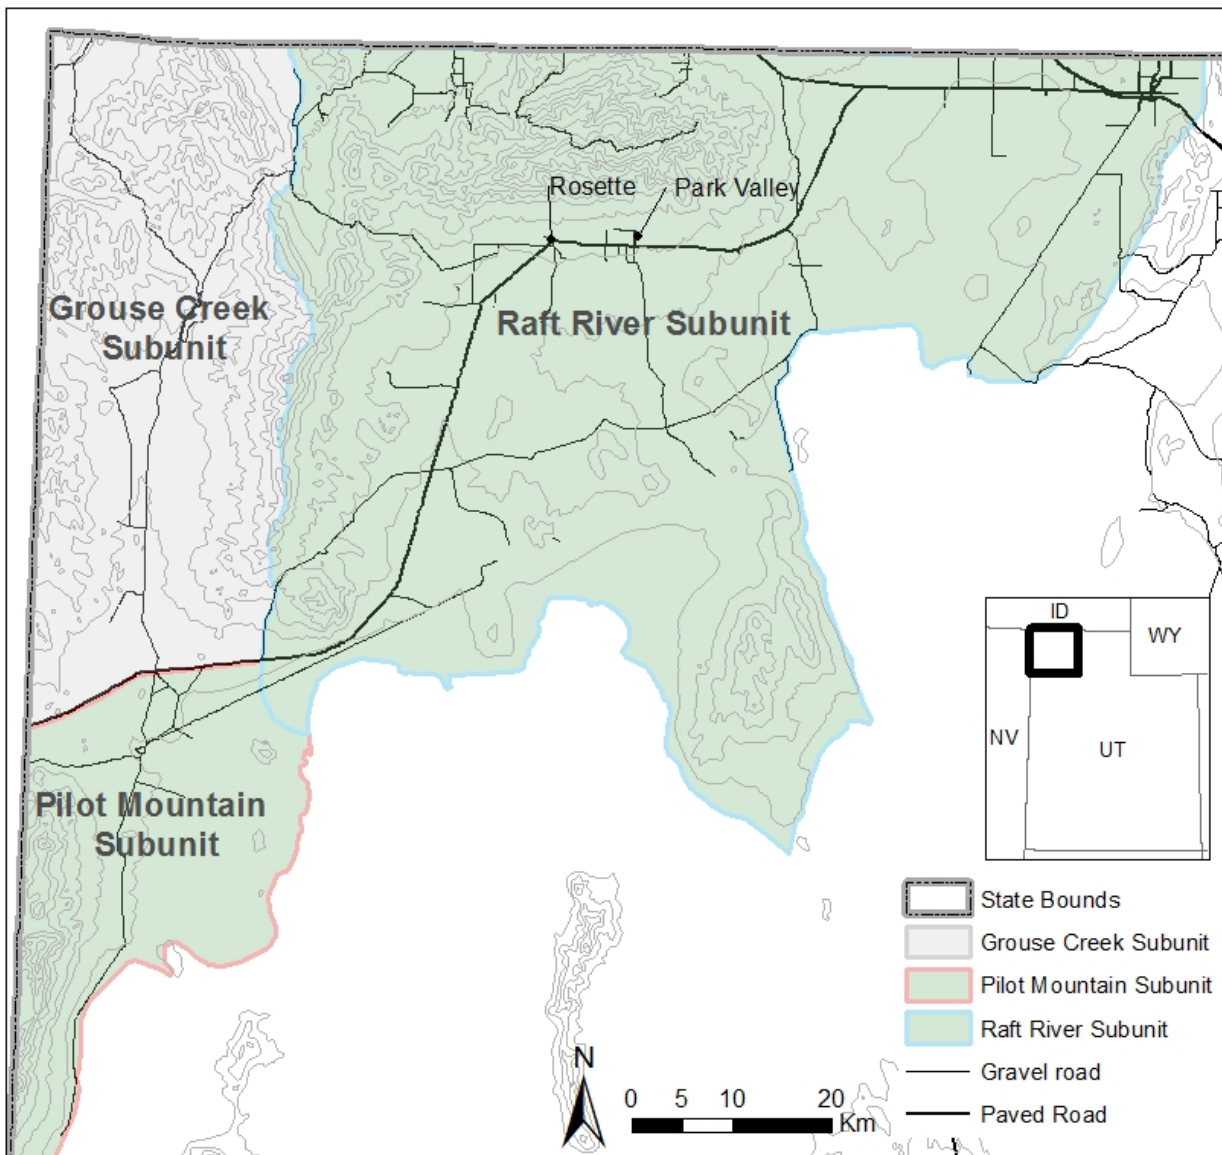 Rosette
Park Valley
Grouse Creek
Subunit
Raft River Subunit
Pilot Mountain
Subunit
ID
WY
NV
UT
State Bounds
Grouse Creek Subunit
Pilot Mountain Subunit
Raft River Subunit
Gravel road
Paved Road
N
0 5 10 20
Km